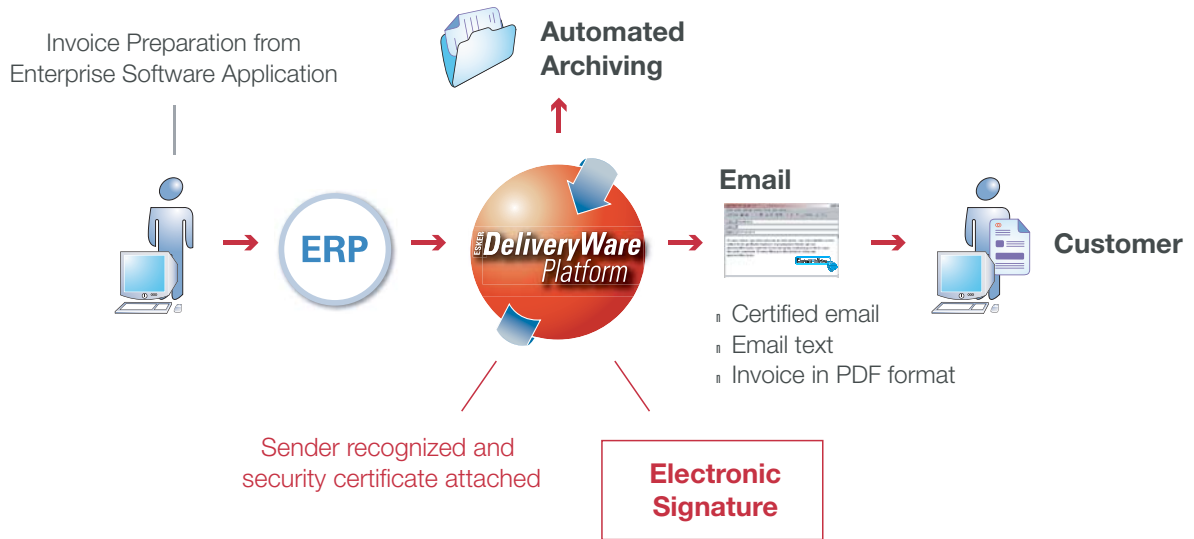 Invoice Preparation from
Enterprise Software Application
Automated
Archiving
ERP
ESKER
DeliveryWare
Platform
Email
Customer
Certified email
Email text
Invoice in PDF format
Sender recognized and
security certificate attached
Electronic
Signature